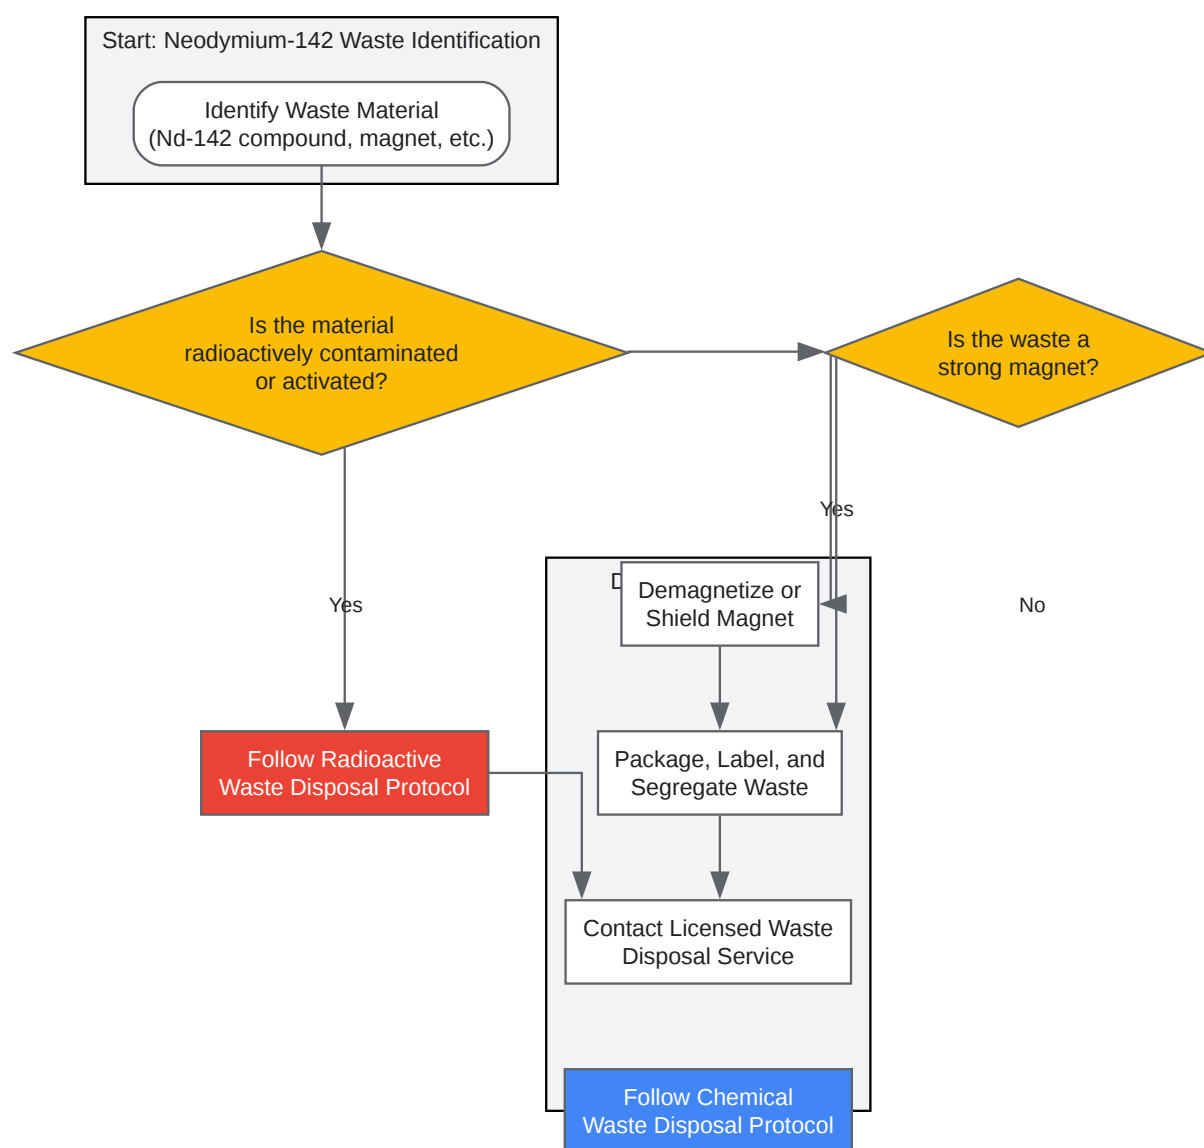 Start: Neodymium-142 Waste Identification
Identify Waste Material
(Nd-142 compound, magnet, etc.)
Is the material
radioactively contaminated
or activated?
Is the waste a
strong magnet?
Yes
Demagnetize or
Shield Magnet
Yes
No
Follow Radioactive
Waste Disposal Protocol
Package, Label, and
Segregate Waste
Contact Licensed Waste
Disposal Service
Follow Chemical
Waste Disposal Protocol